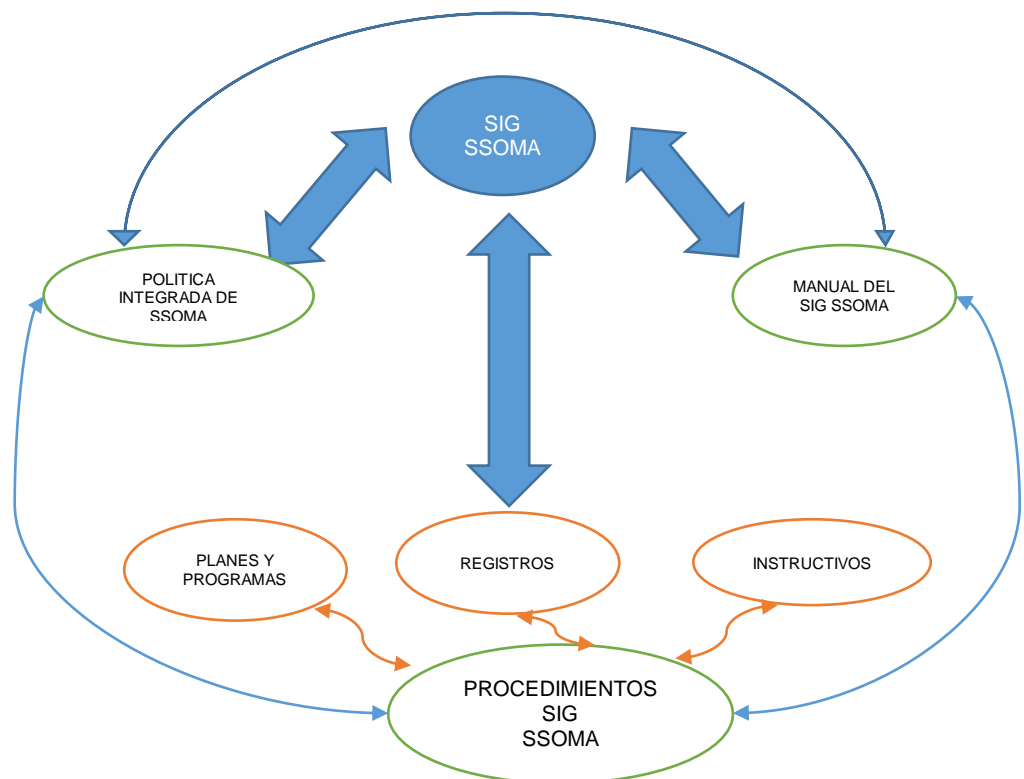 SIG
SSOMA
POLITICA
INTEGRADA DE
SSOMA
MANUAL DEL
SIG SSOMA
PLANES Y
PROGRAMAS
REGISTROS
INSTRUCTIVOS
PROCEDIMIENTOS
SIG
SSOMA